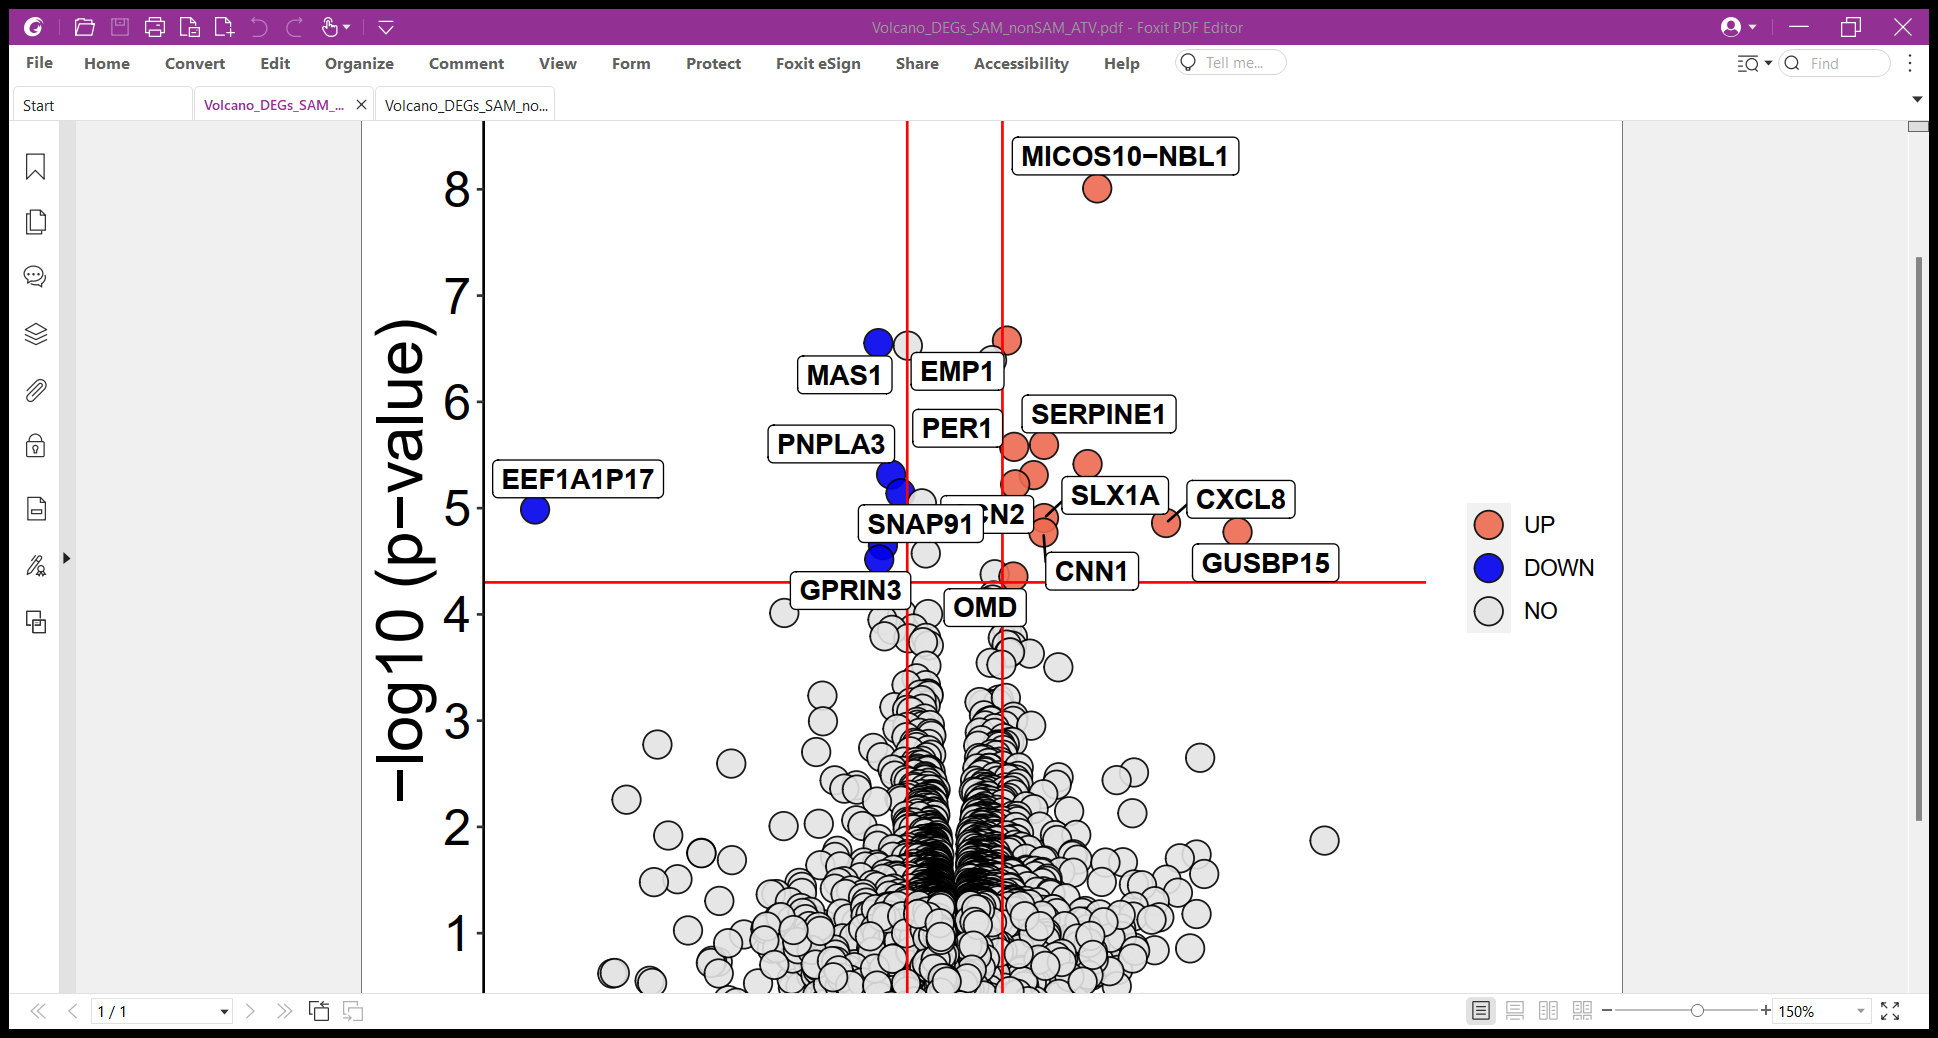 Volcano_DEGs_SAM_nonSAM_ATV.pdf - Foxit PDF Editor
File Home Convert Edit Organize Comment View Form Protect Foxit eSign Share Accessibility Help Tell me... Find
Start Volcano_DEGs_SAM_... Volcano_DEGs_SAM_no...
MICOS10−NBL1
8
7
MAS1 EMP1
6
SERPINE1
PER1
PNPLA3
EEF1A1P17
SLX1A CXCL8
5
SNAP91 CN2
UP
GUSBP15
DOWN
CNN1
GPRIN3
OMD
NO
4
3
2
1
−log10 (p−value)
1 / 1 150%